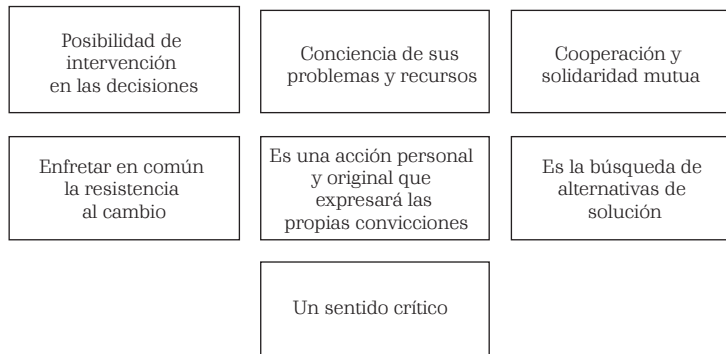 Posibilidad de
intervención
en las decisiones
Conciencia de sus
problemas y recursos
Cooperación y
solidaridad mutua
Enfretar en común
la resistencia
al cambio
Es una acción personal
y original que
expresará las
propias convicciones
Es la búsqueda de
alternativas de
solución
Un sentido crítico